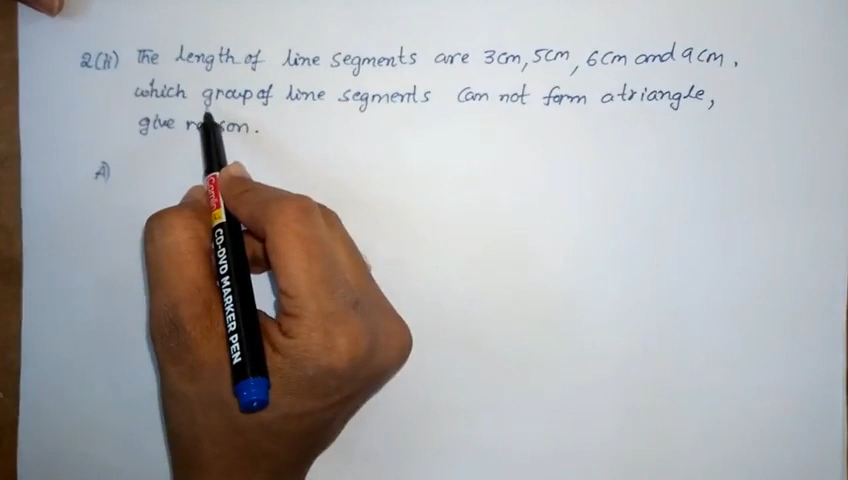 2(ii) The length of line segments are 3cm, 5cm, 6cm and 9cm.
which group of line segments can not form a triangle,
give reason.
A)
Camlin
CD-DVD MARKER PEN